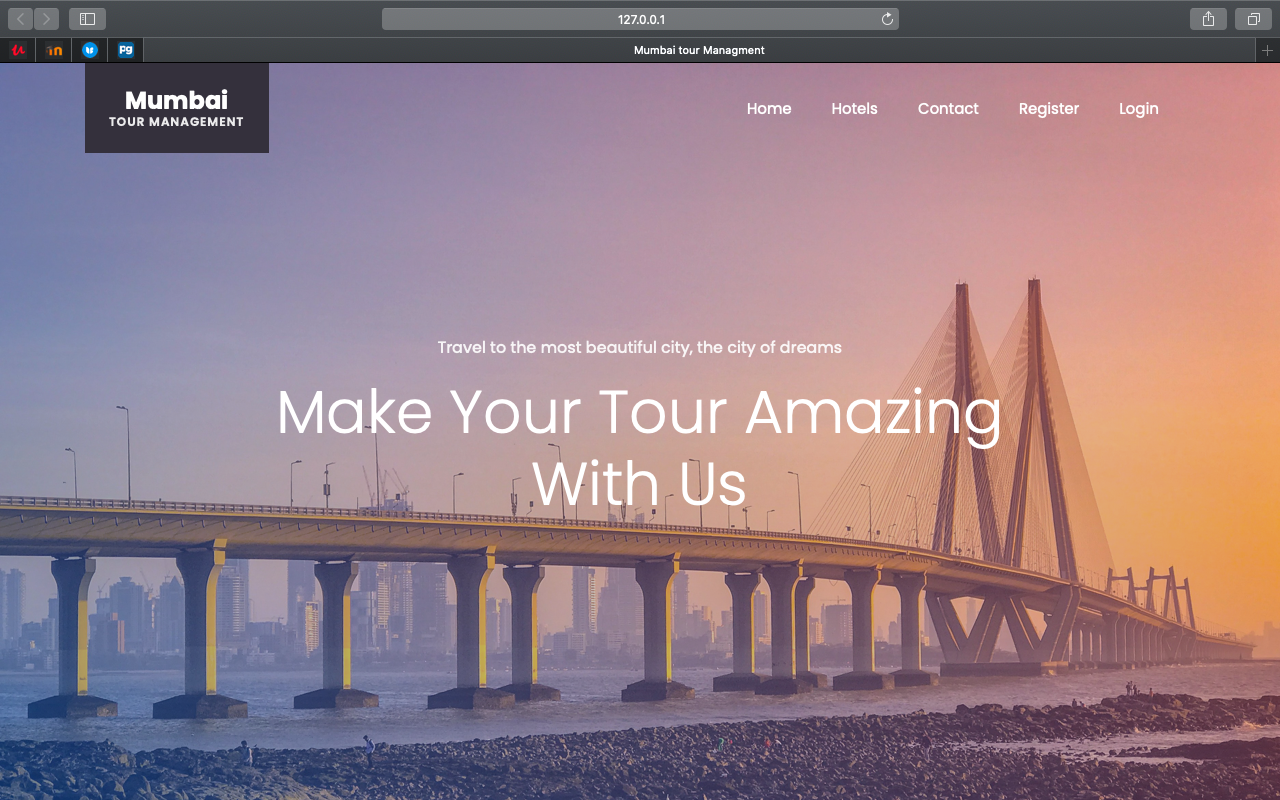 127.0.0.1
in
pg
Mumbai tour Managment
Mumbai
TOUR MANAGEMENT
Home
Hotels
Contact
Register
Login
Travel to the most beautiful city, the city of dreams
Make Your Tour Amazing
With Us